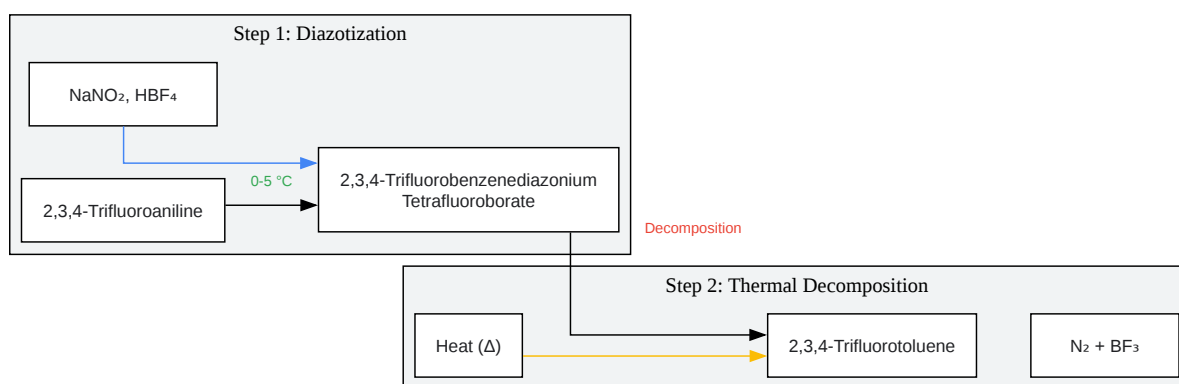 Step 1: Diazotization
NaNO₂, HBF₄
0-5 °C
2,3,4-Trifluoroaniline
2,3,4-Trifluorobenzenediazonium
Tetrafluoroborate
Decomposition
Step 2: Thermal Decomposition
Heat (Δ)
2,3,4-Trifluorotoluene
N₂ + BF₃